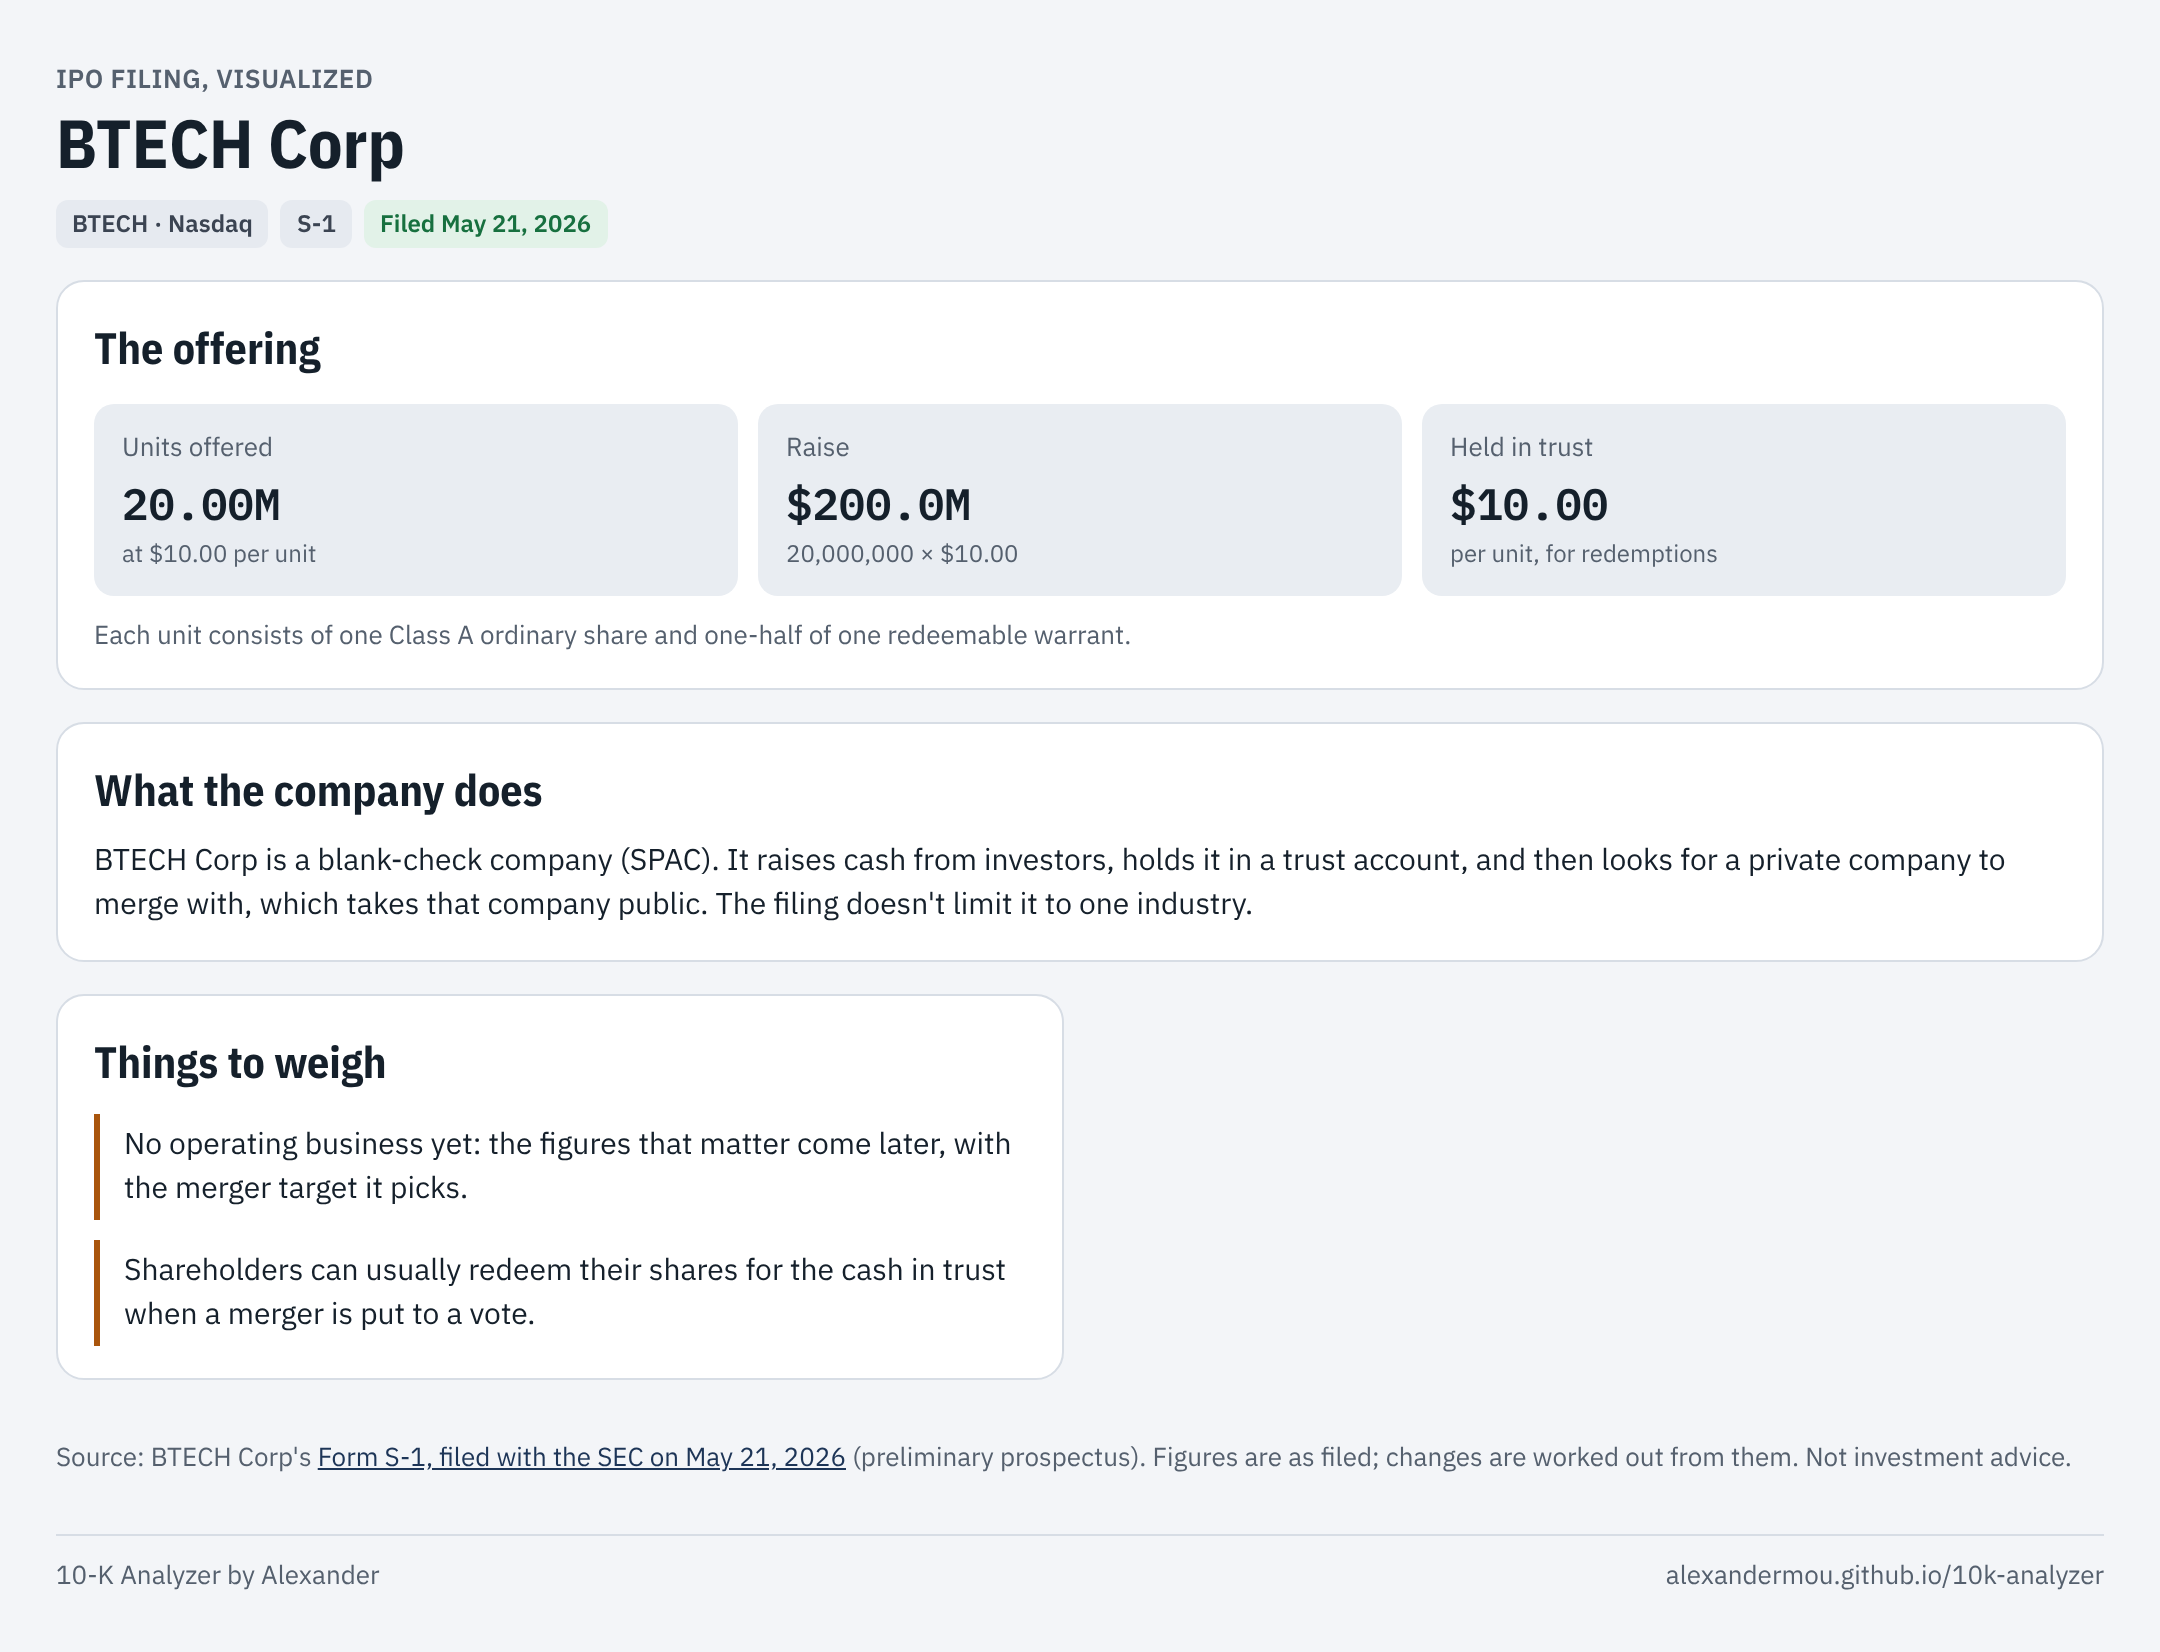 IPO FILING, VISUALIZED
BTECH Corp
BTECH · Nasdaq
S-1
Filed May 21, 2026
The offering
Units offered
20.00M
at $10.00 per unit
Raise
$200.0M
20,000,000 × $10.00
Held in trust
$10.00
per unit, for redemptions
Each unit consists of one Class A ordinary share and one-half of one redeemable warrant.
What the company does
BTECH Corp is a blank-check company (SPAC). It raises cash from investors, holds it in a trust account, and then looks for a private company to
merge with, which takes that company public. The filing doesn't limit it to one industry.
Things to weigh
No operating business yet: the figures that matter come later, with
the merger target it picks.
Shareholders can usually redeem their shares for the cash in trust
when a merger is put to a vote.
Source: BTECH Corp's Form S-1, filed with the SEC on May 21, 2026 (preliminary prospectus). Figures are as filed; changes are worked out from them. Not investment advice.
10-K Analyzer by Alexander
alexandermou.github.io/10k-analyzer